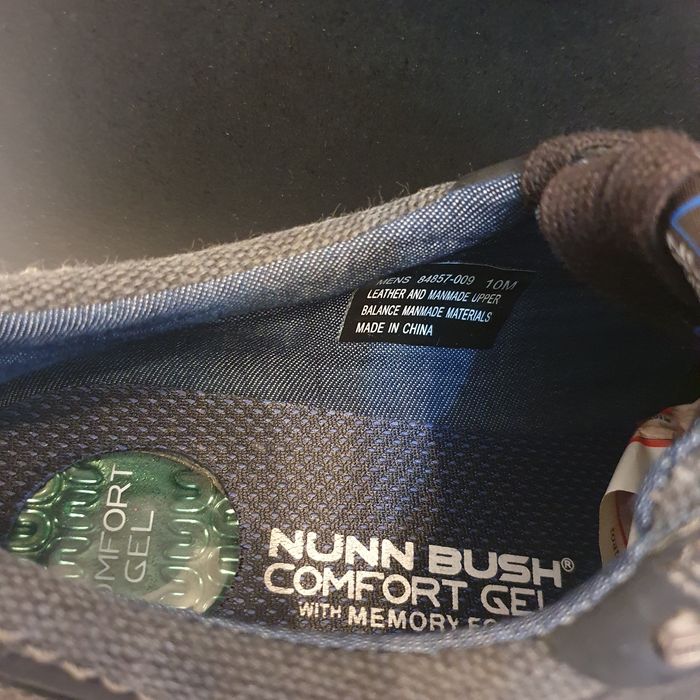 MENS 84857-009 10M
LEATHER AND MANMADE UPPER
BALANCE MANMADE MATERIALS
MADE IN CHINA
COMFORT
GEL
NUNN BUSH®
COMFORT GEL
WITH MEMORY